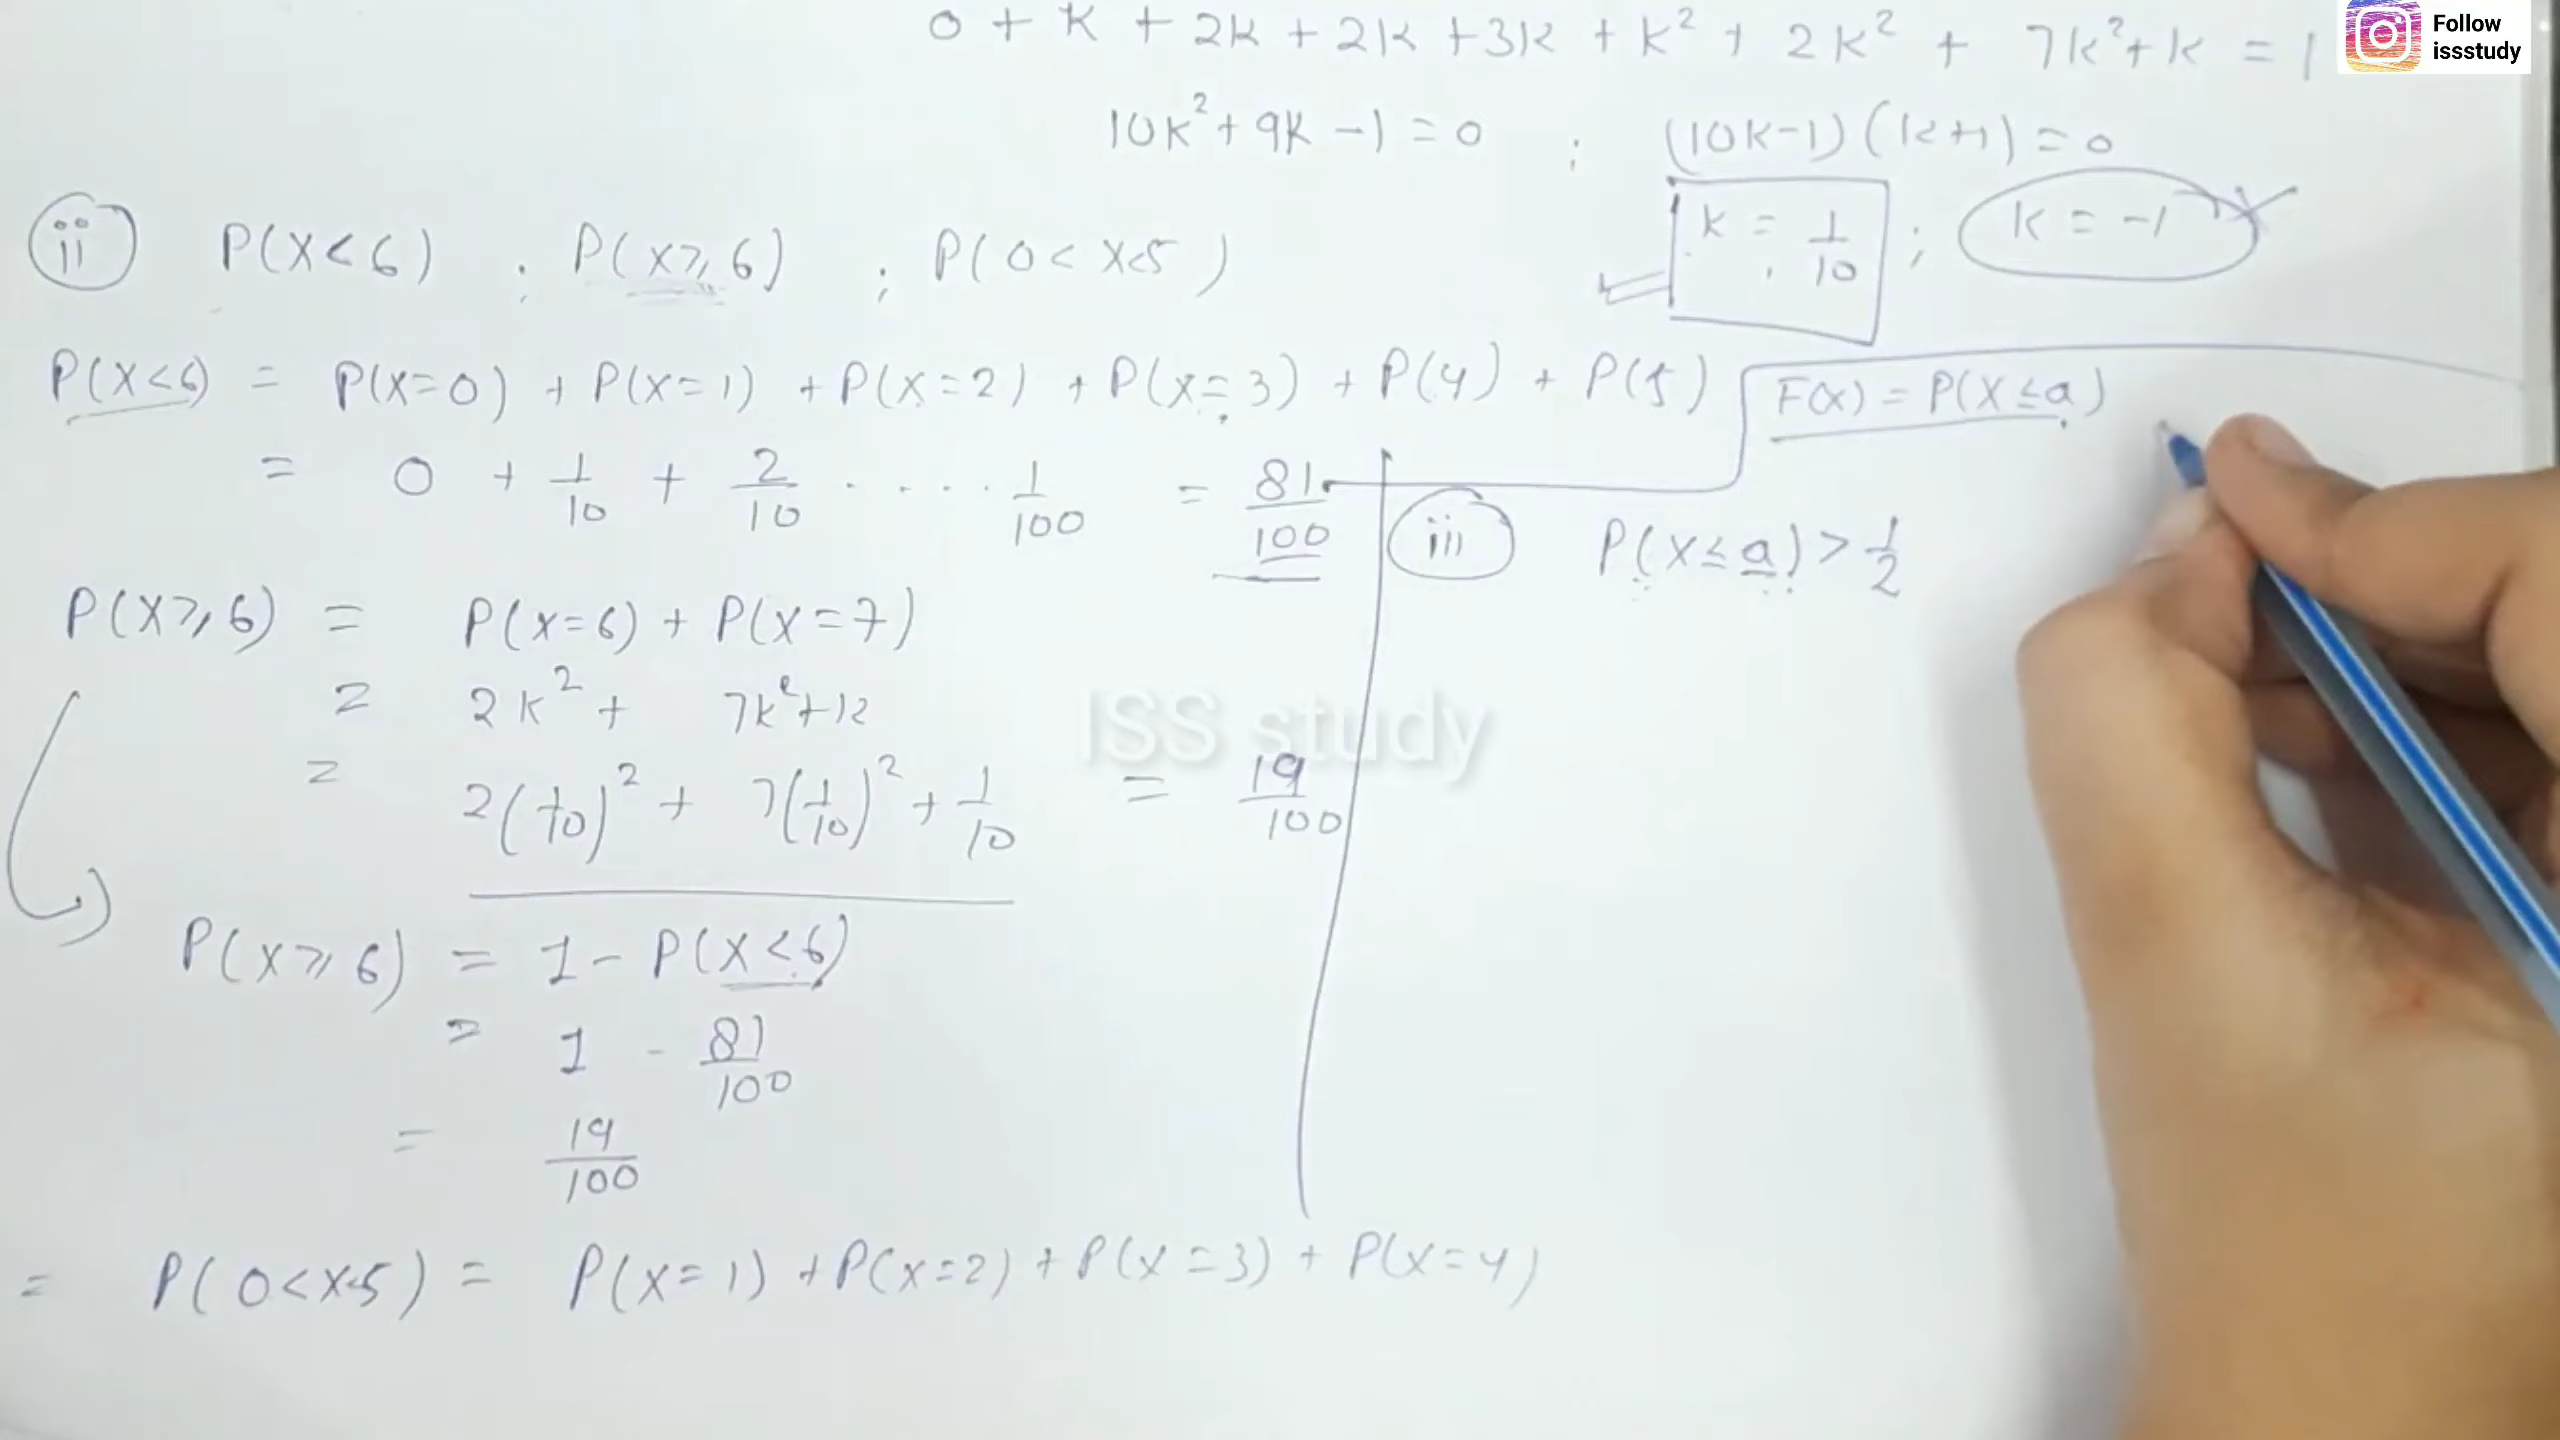 0 + K + 2K + 2K + 3K + K² + 2K² + 7K² + K = 1
Follow
issstudy
10K² + 9K - 1 = 0 ; (10K-1)(K+1) = 0
K = 1/10 ; K = -1
ii P(X<6) ; P(X⩾6) ; P(0<X<5)
P(X<6) = P(X=0) + P(X=1) + P(X=2) + P(X=3) + P(4) + P(5)
F(x) = P(X≤a)
= 0 + 1/10 + 2/10 ..... 1/100 = 81/100
iii P(X≤a) > 1/2
P(X⩾6) = P(X=6) + P(X=7)
= 2K² + 7K²+K
ISS study
= 2(1/10)² + 7(1/10)² + 1/10 = 19/100
P(X⩾6) = 1 - P(X<6)
= 1 - 81/100
= 19/100
= P(0<X<5) = P(X=1) + P(X=2) + P(X=3) + P(X=4)